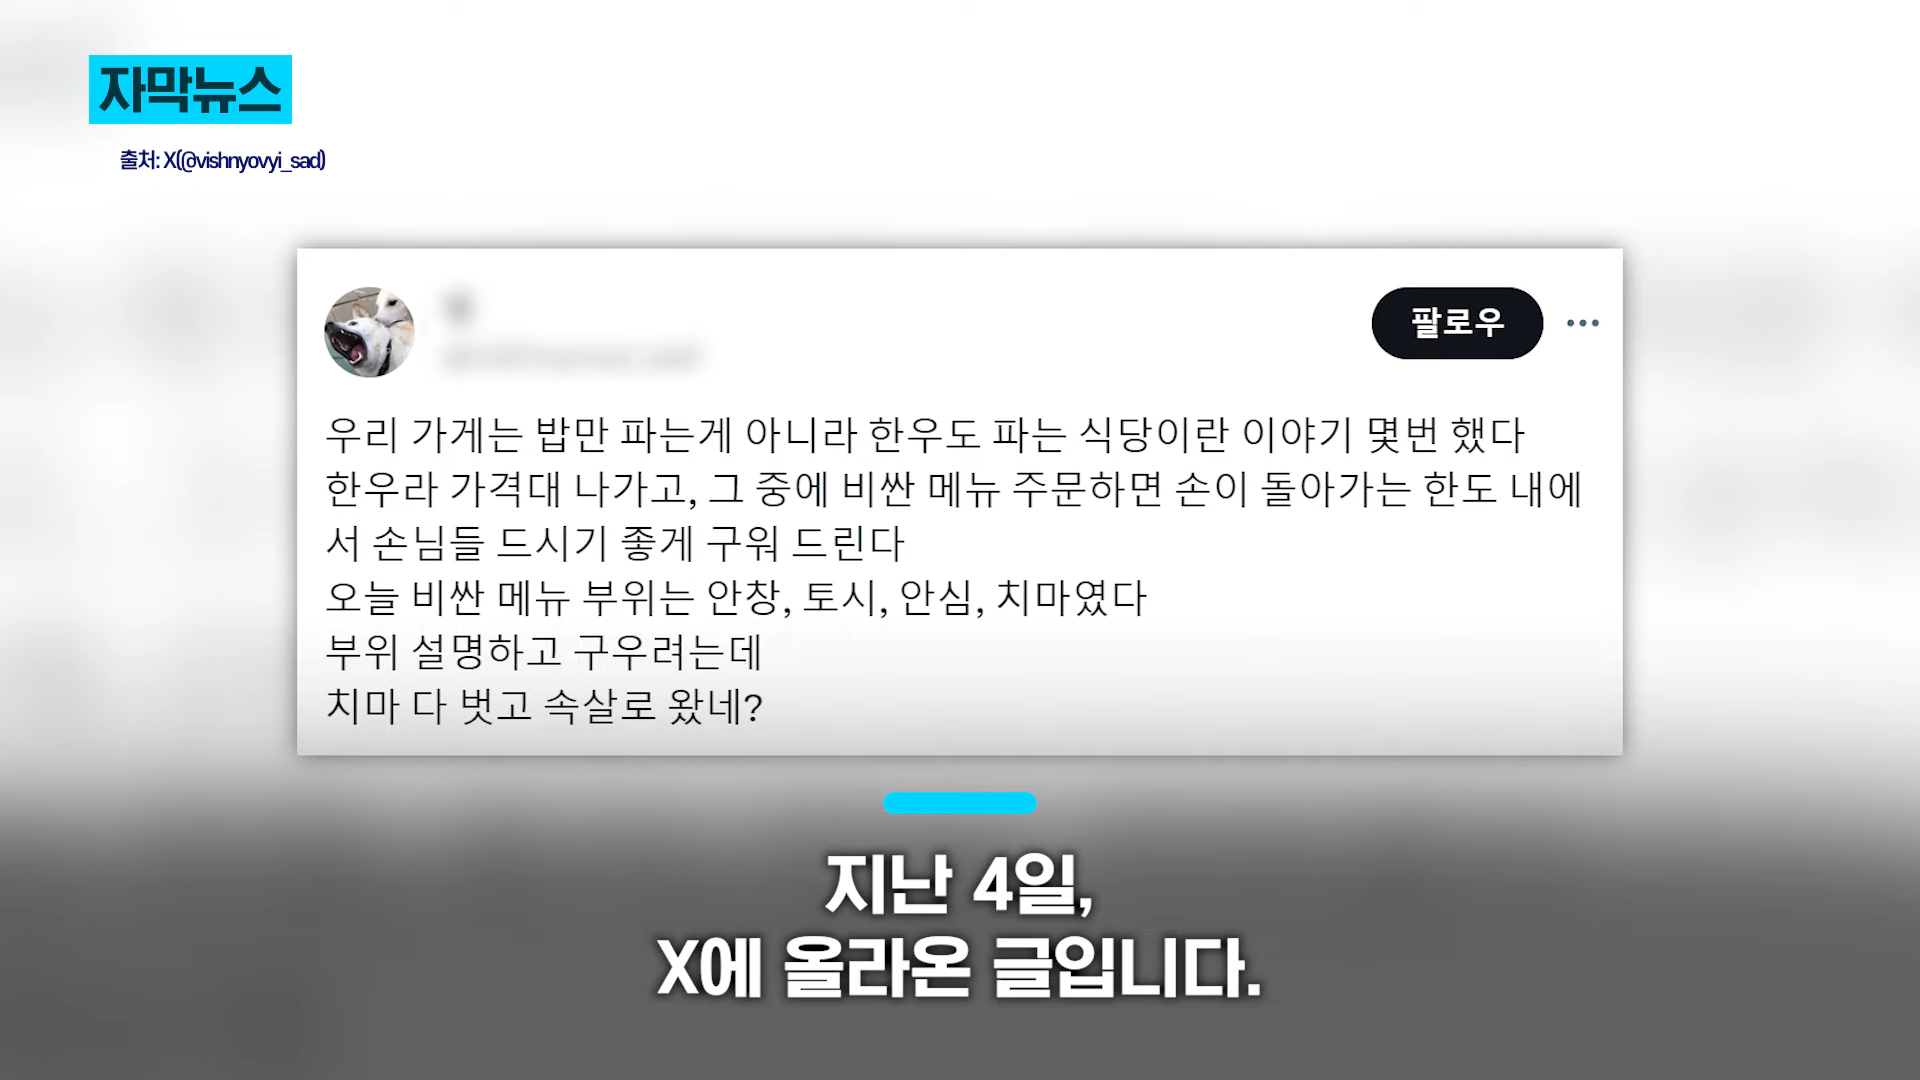 자막뉴스
출처: X(@vishnyovyi_sad)
팔로우
우리 가게는 밥만 파는게 아니라 한우도 파는 식당이란 이야기 몇번 했다
한우라 가격대 나가고, 그 중에 비싼 메뉴 주문하면 손이 돌아가는 한도 내에
서 손님들 드시기 좋게 구워 드린다
오늘 비싼 메뉴 부위는 안창, 토시, 안심, 치마였다
부위 설명하고 구우려는데
치마 다 벗고 속살로 왔네?
지난 4일,
X에 올라온 글입니다.